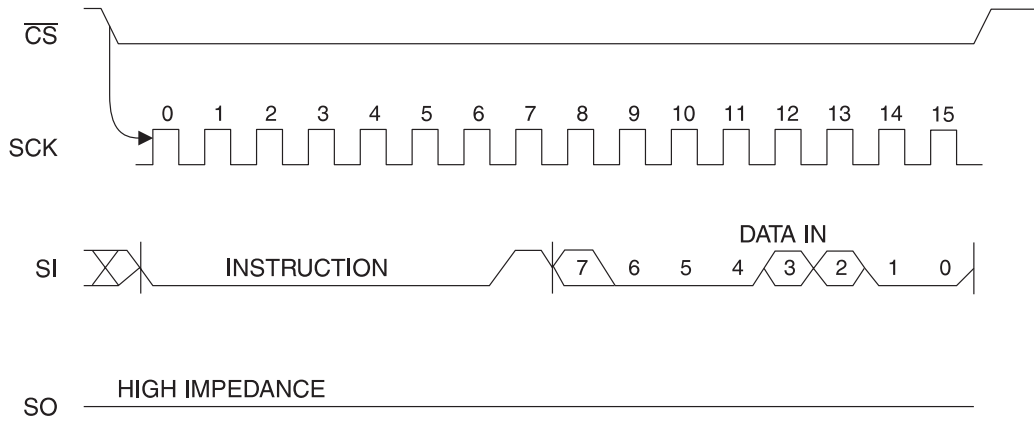 CS
0 1 2 3 4 5 6 7 8 9 10 11 12 13 14 15
SCK
DATA IN
SI INSTRUCTION 7 6 5 4 3 2 1 0
HIGH IMPEDANCE
SO